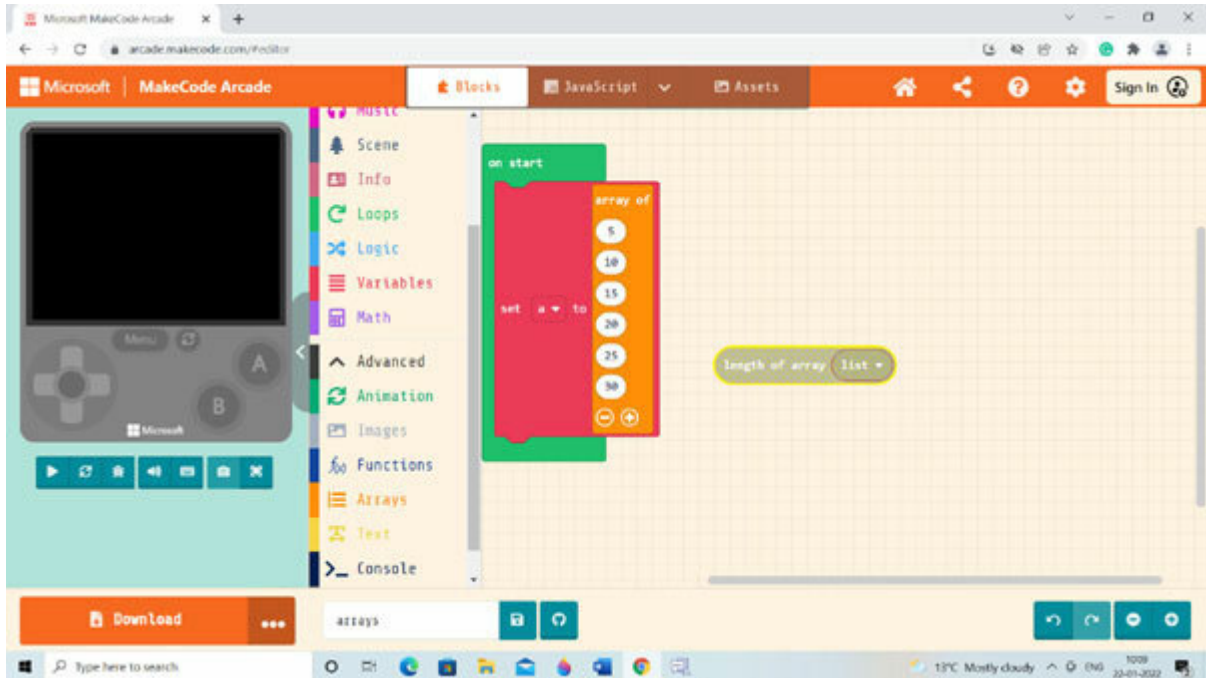 Microsoft MakeCode Arcade
arcade.makecode.com/#editor
Microsoft | MakeCode Arcade
Blocks
JavaScript
Assets
Sign In
Menu
A
B
Microsoft
Music
Scene
Info
Loops
Logic
Variables
Math
Advanced
Animation
Images
Functions
Arrays
Text
Console
on start
set a to
array of
5
10
15
20
25
30
length of array list
Download
arrays
Type here to search
13°C Mostly cloudy
ENG
22-01-2022